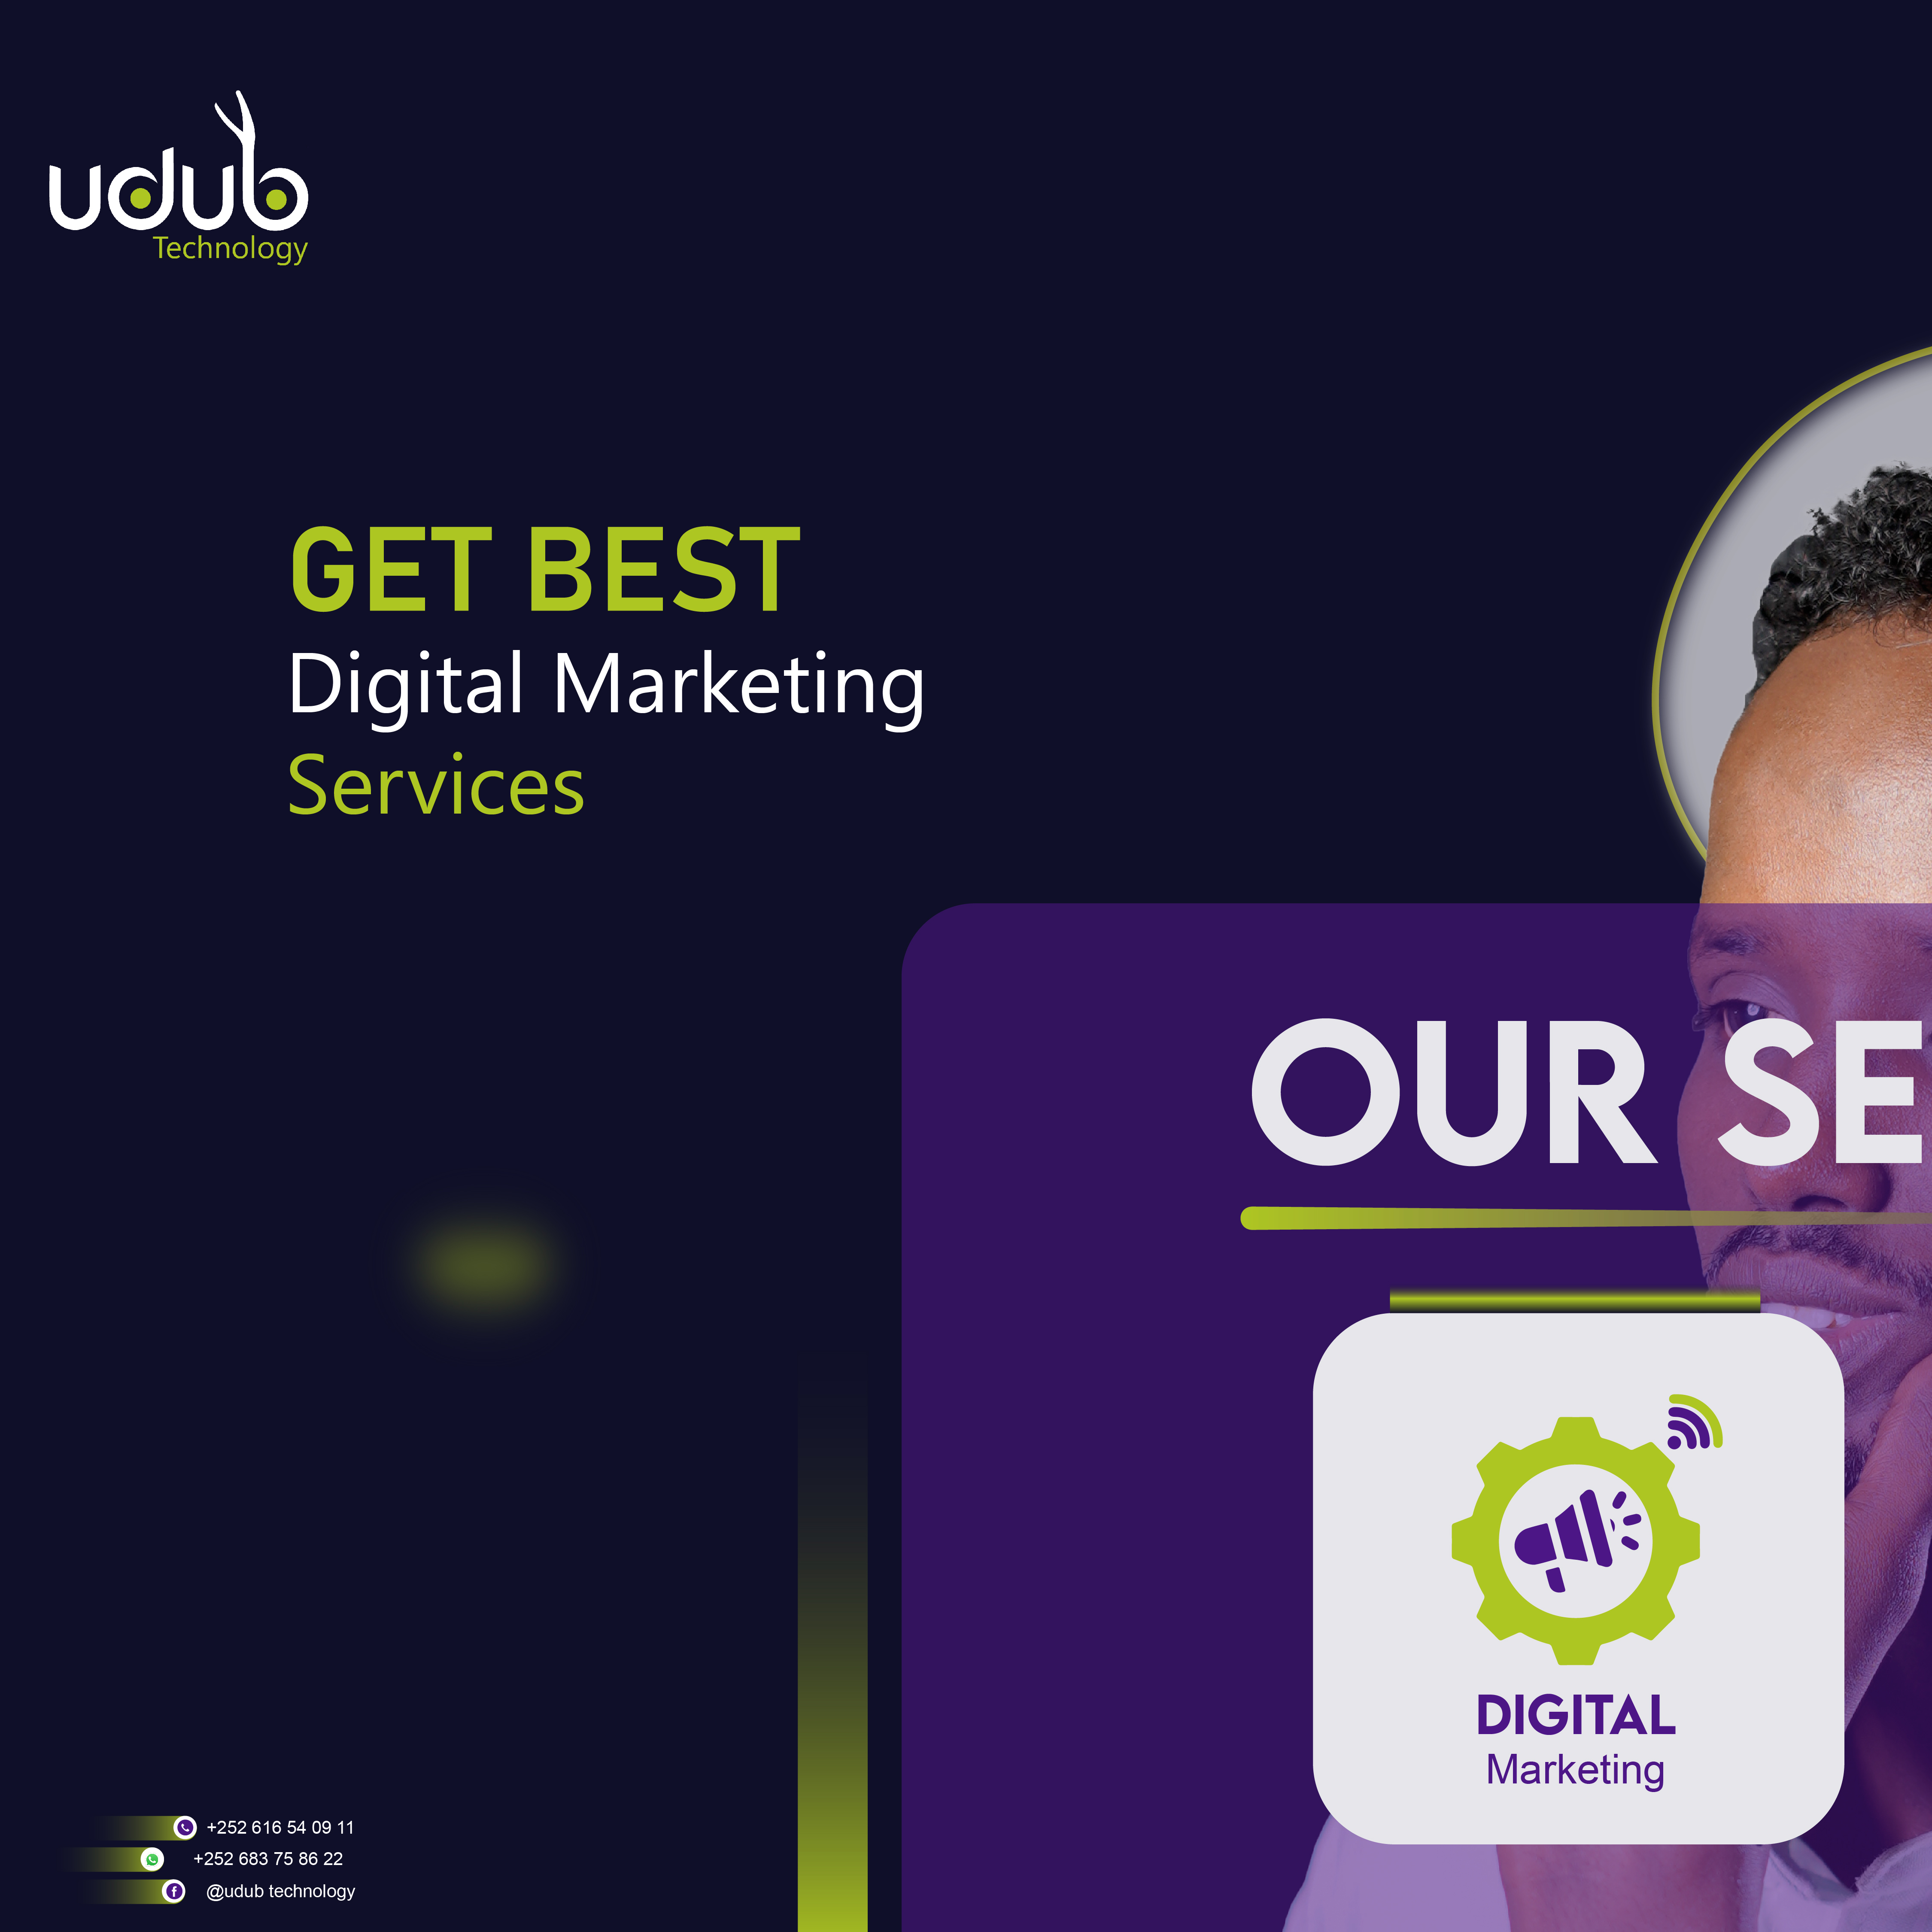 udub
Technology
GET BEST
Digital Marketing
Services
OUR SE
DIGITAL
Marketing
+252 616 54 09 11
+252 683 75 86 22
@udub technology